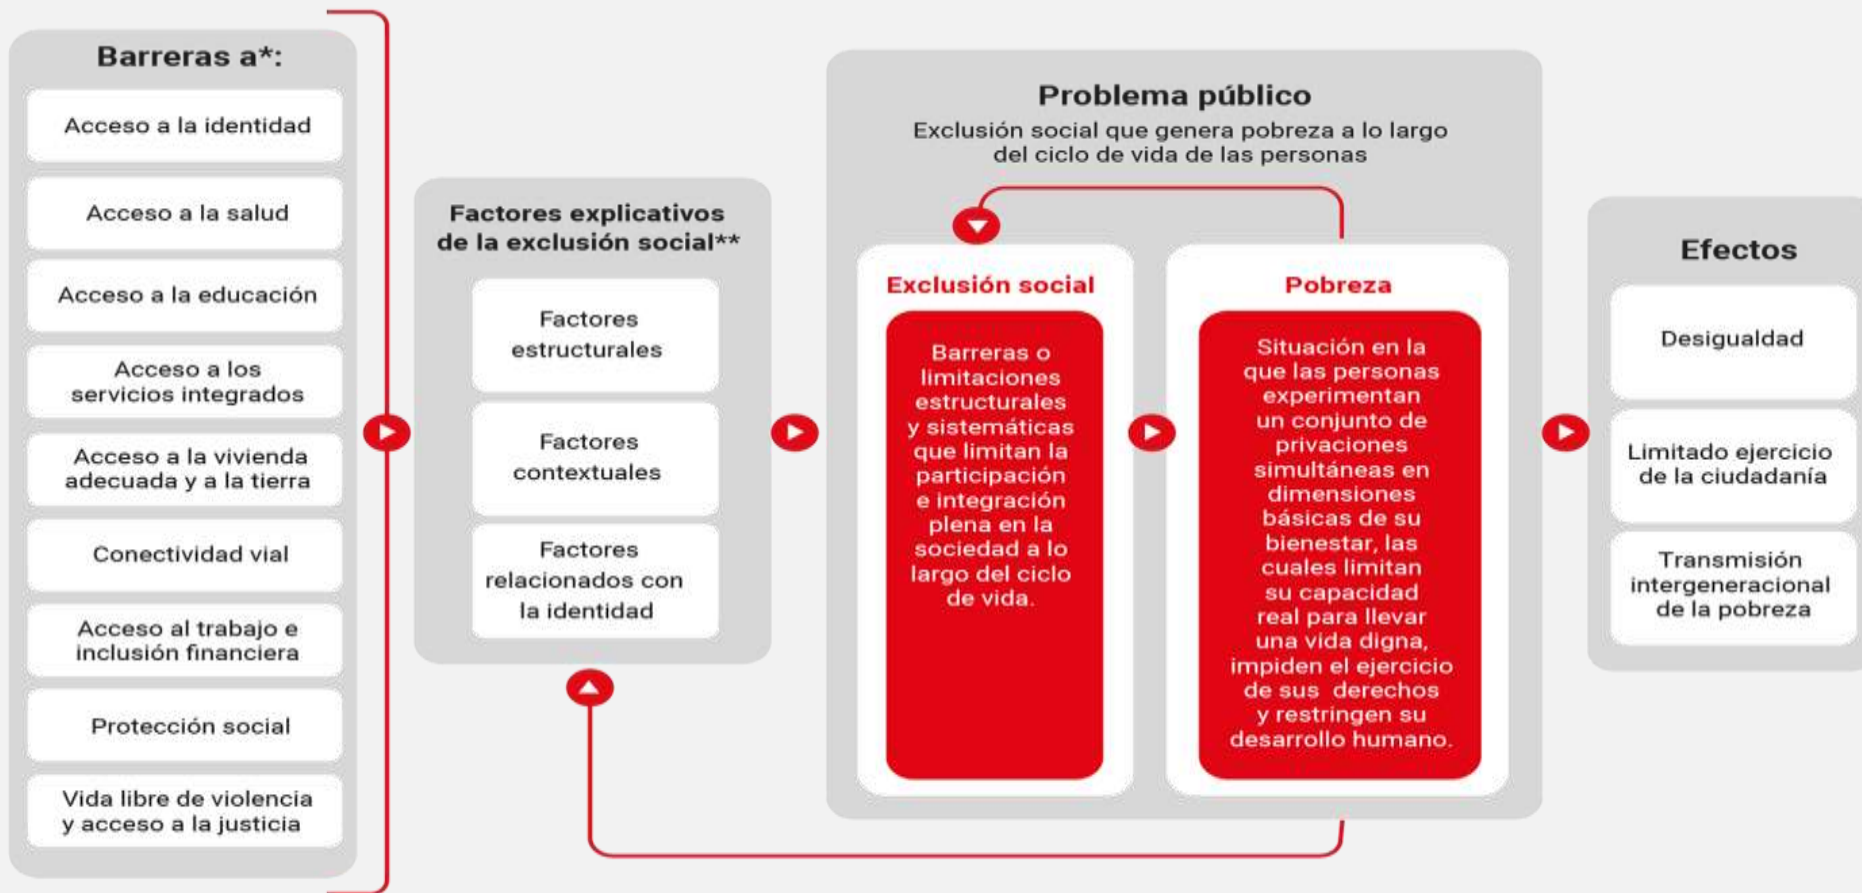 Barreras a*:
Acceso a la identidad
Acceso a la salud
Acceso a la educación
Acceso a los
servicios integrados
Acceso a la vivienda
adecuada y a la tierra
Conectividad vial
Acceso al trabajo e
inclusión financiera
Protección social
Vida libre de violencia
y acceso a la justicia
Factores explicativos
de la exclusión social**
Factores
estructurales
Factores
contextuales
Factores
relacionados con
la identidad
Problema público
Exclusión social que genera pobreza a lo largo
del ciclo de vida de las personas
Exclusión social
Barreras o
limitaciones
estructurales
y sistemáticas
que limitan la
participación
e integración
plena en la
sociedad a lo
largo del ciclo
de vida.
Pobreza
Situación en la
que las personas
experimentan
un conjunto de
privaciones
simultáneas en
dimensiones
básicas de su
bienestar, las
cuales limitan
su capacidad
real para llevar
una vida digna,
impiden el ejercicio
de sus derechos
y restringen su
desarrollo humano.
Efectos
Desigualdad
Limitado ejercicio
de la ciudadanía
Transmisión
intergeneracional
de la pobreza